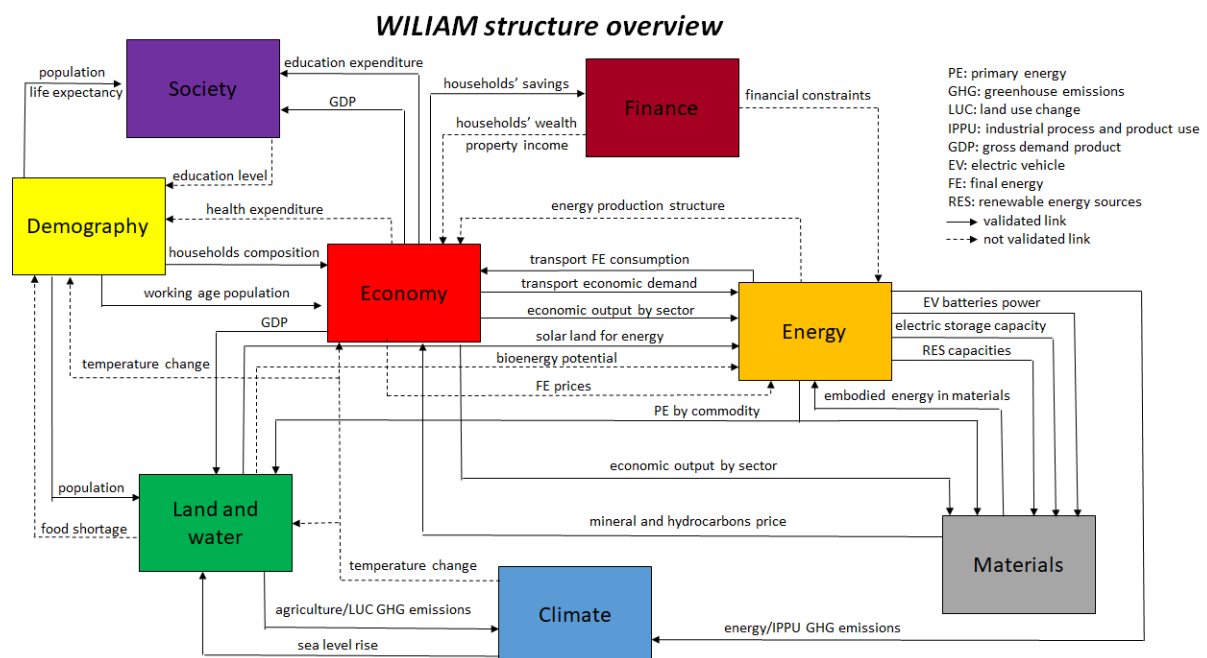 WILIAM structure overview
population
life expectancy
Society
education expenditure
GDP
households' savings
households' wealth
property income
Finance
financial constraints
PE: primary energy
GHG: greenhouse emissions
LUC: land use change
IPPU: industrial process and product use
GDP: gross demand product
EV: electric vehicle
FE: final energy
RES: renewable energy sources
validated link
not validated link
education level
Demography
health expenditure
households composition
working age population
energy production structure
Economy
transport FE consumption
transport economic demand
economic output by sector
Energy
EV batteries power
electric storage capacity
RES capacities
GDP
solar land for energy
temperature change
bioenergy potential
FE prices
embodied energy in materials
PE by commodity
economic output by sector
population
food shortage
Land and
water
mineral and hydrocarbons price
Materials
temperature change
agriculture/LUC GHG emissions
Climate
energy/IPPU GHG emissions
sea level rise